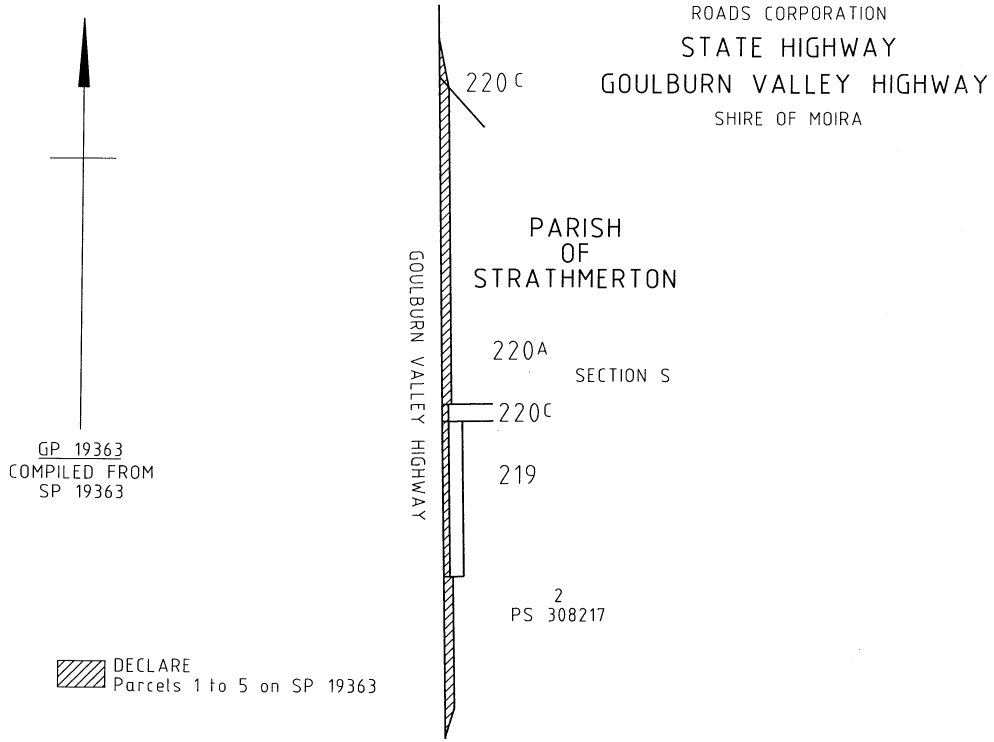 ROADS CORPORATION
STATE HIGHWAY
GOULBURN VALLEY HIGHWAY
SHIRE OF MOIRA
220C
PARISH
OF
STRATHMERTON
GOULBURN VALLEY HIGHWAY
220A
SECTION S
220C
GP 19363
COMPILED FROM
SP 19363
219
2
PS 308217
DECLARE
Parcels 1 to 5 on SP 19363